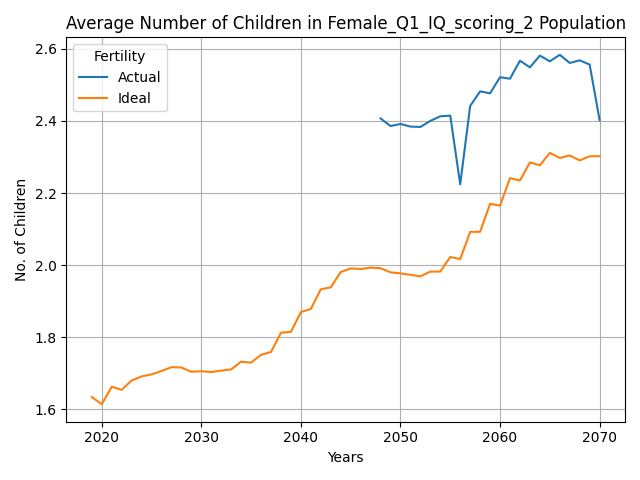 Average Number of Children in Female_Q1_IQ_scoring_2 Population
Fertility
Actual
Ideal
No. of Children
2.6
2.4
2.2
2.0
1.8
1.6
2020 2030 2040 2050 2060 2070
Years